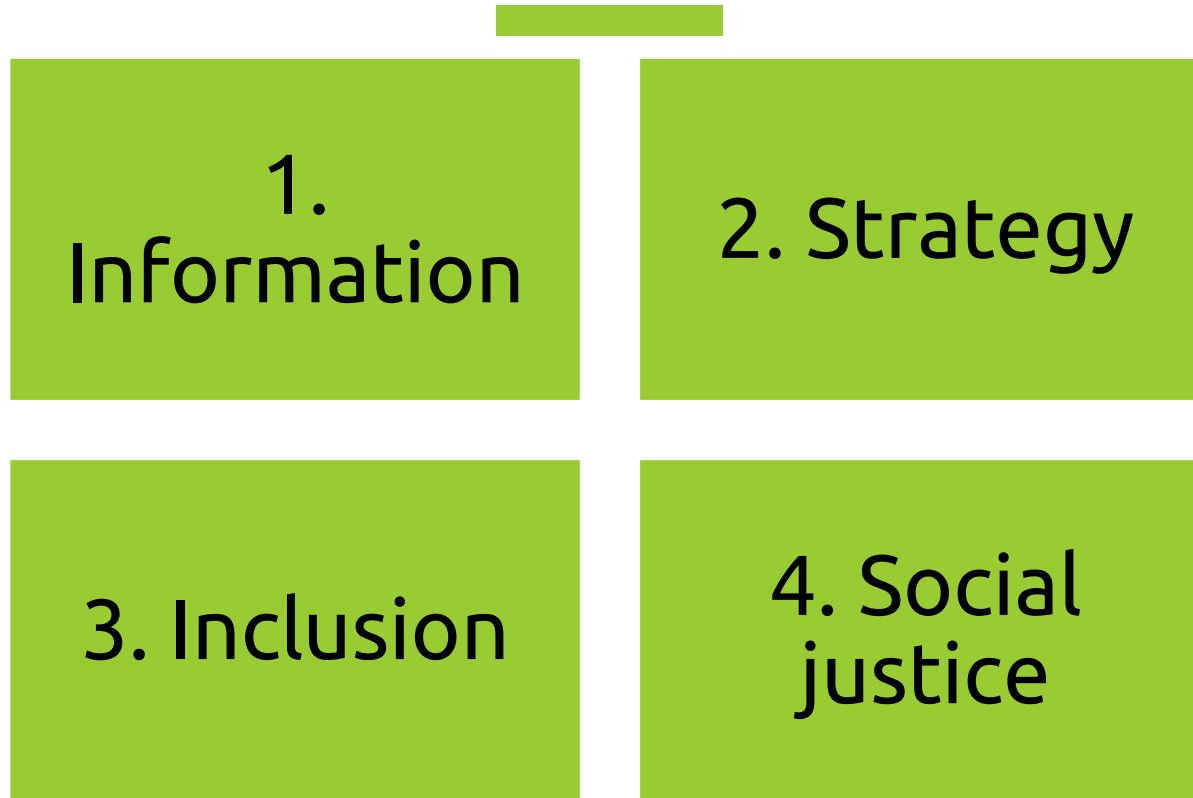 1.
Information
2. Strategy
3. Inclusion
4. Social
justice